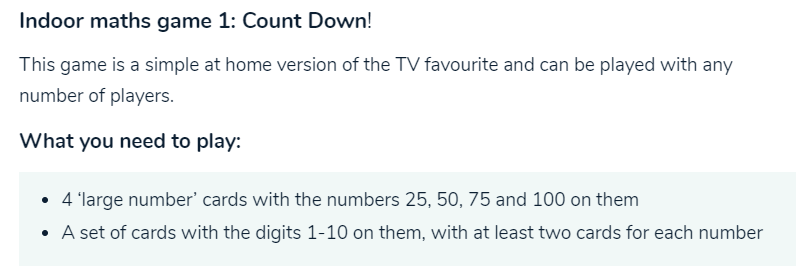 Indoor maths game 1: Count Down!
This game is a simple at home version of the TV favourite and can be played with any
number of players.
What you need to play:
• 4 ‘large number’ cards with the numbers 25, 50, 75 and 100 on them
• A set of cards with the digits 1-10 on them, with at least two cards for each number